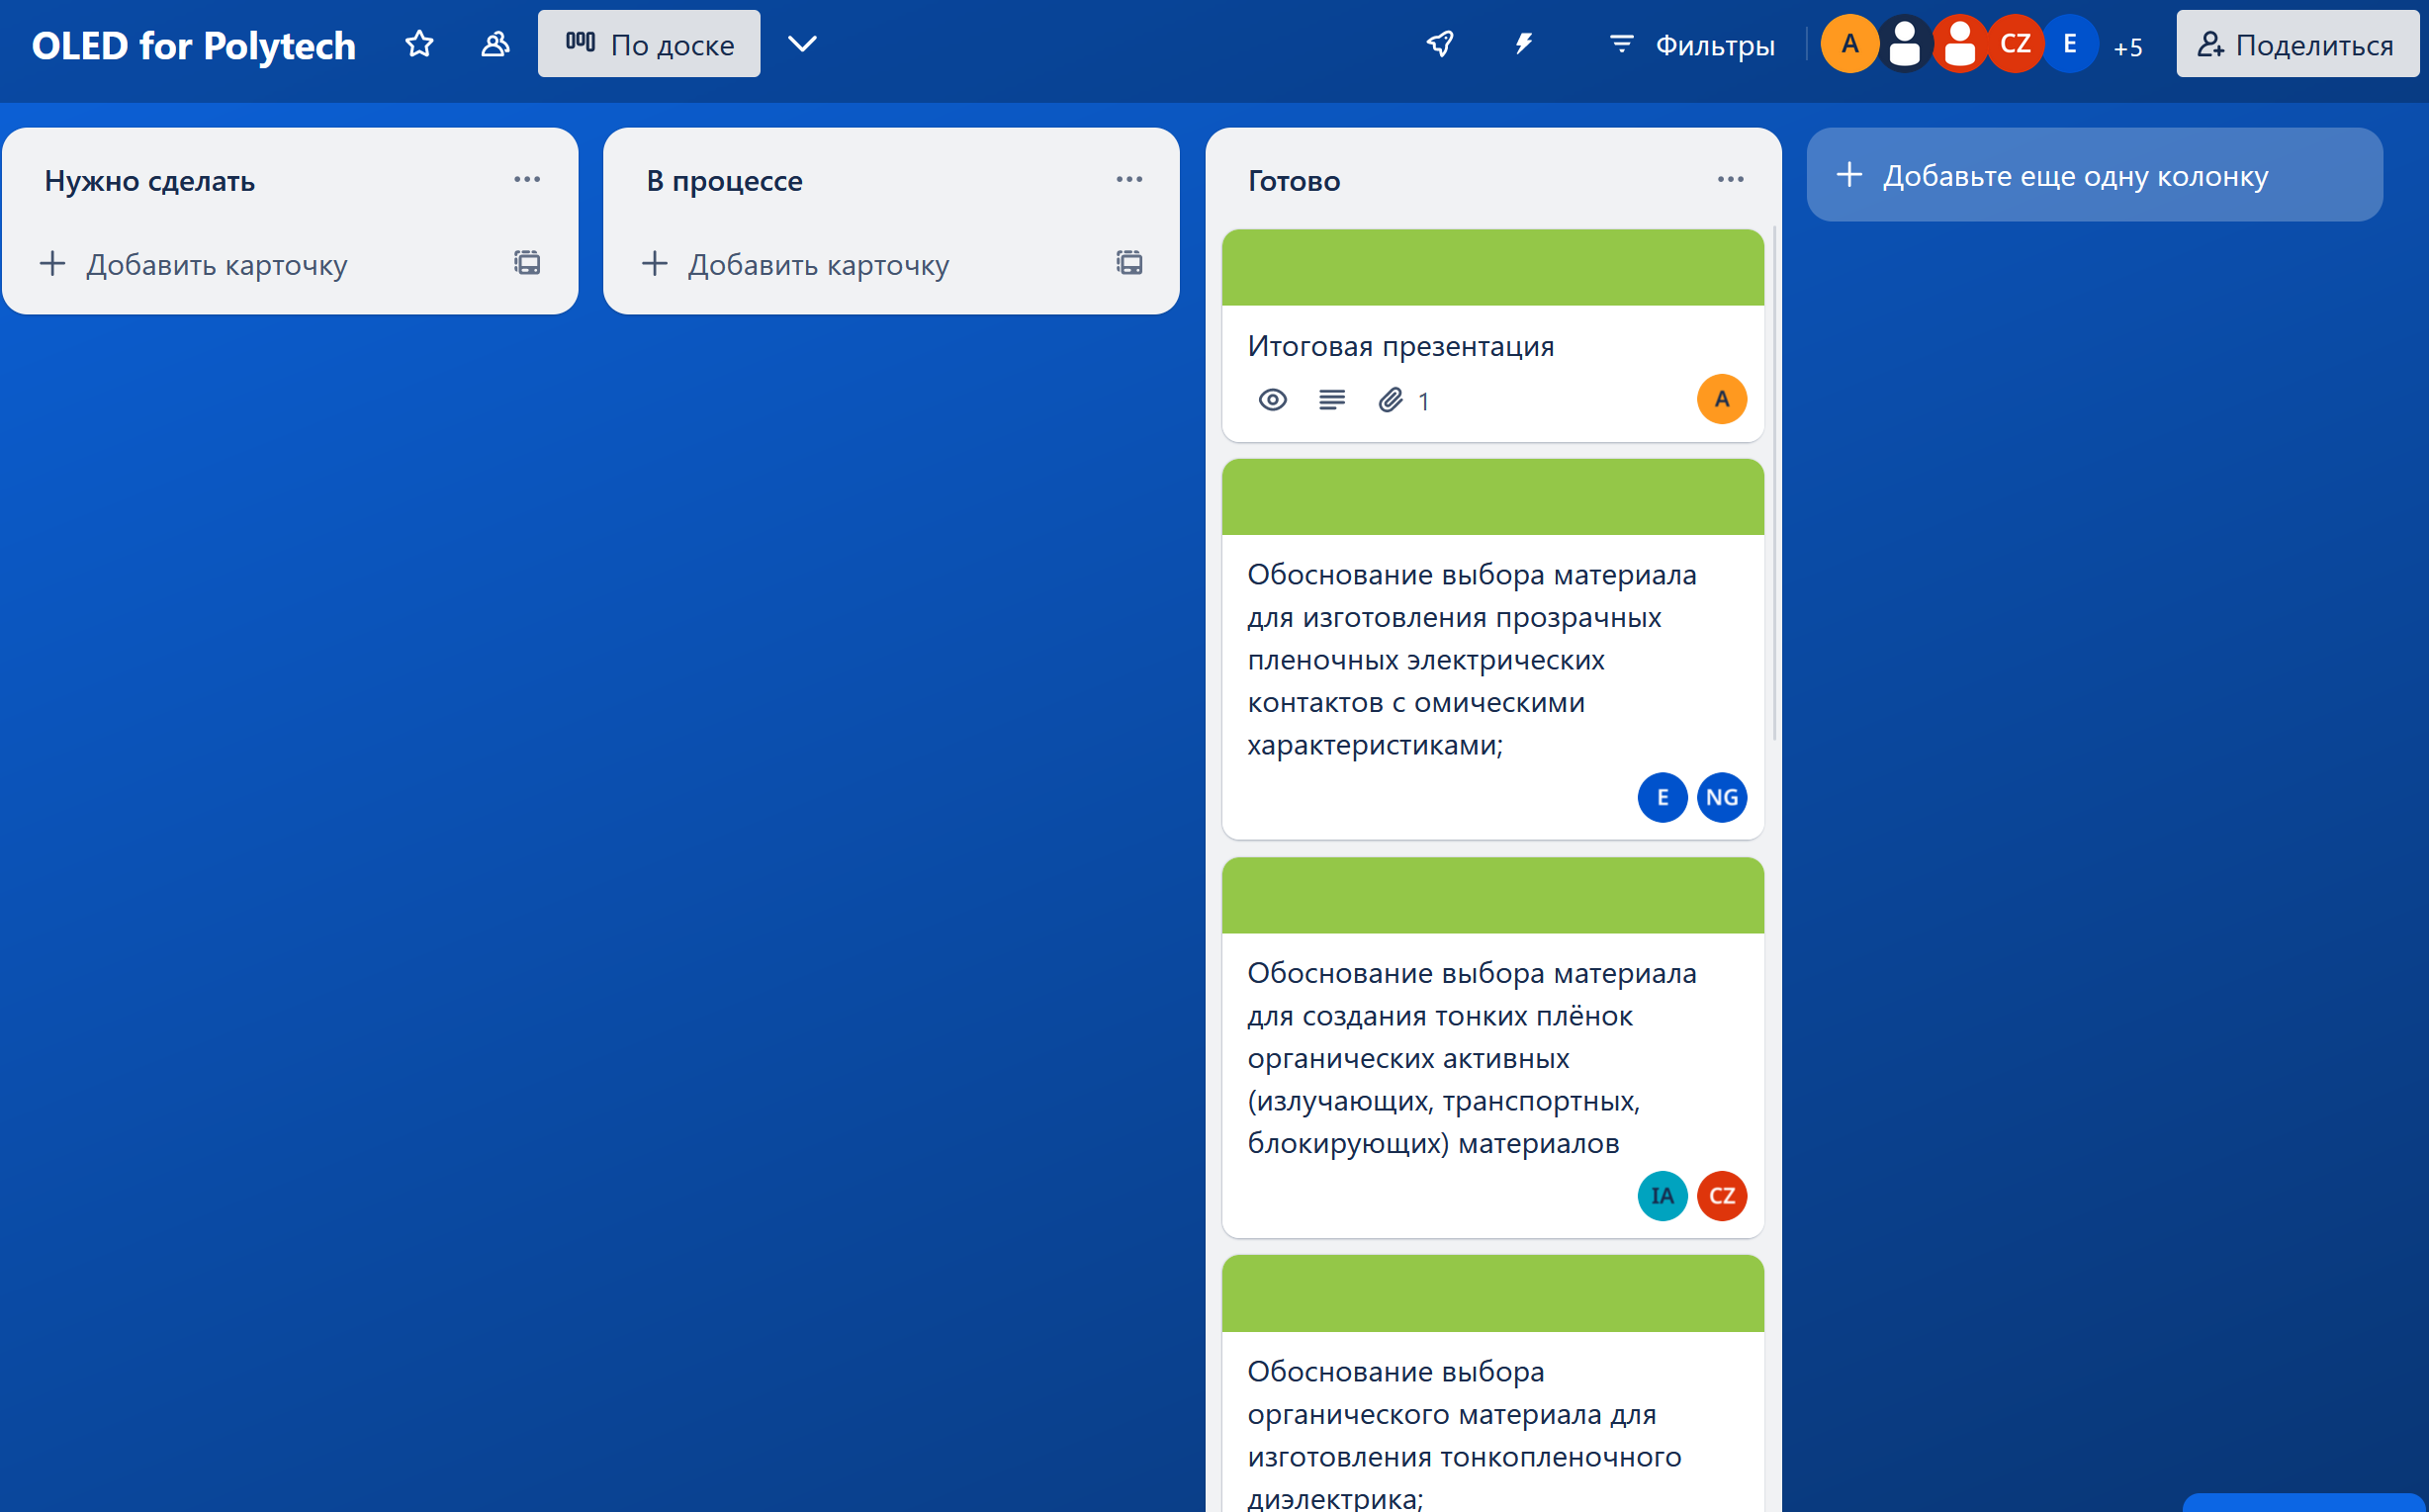 OLED for Polytech
По доске
Фильтры
A
CZ
E
+5
Поделиться
Нужно сделать
Добавить карточку
В процессе
Добавить карточку
Готово
Итоговая презентация
1
A
Обоснование выбора материала
для изготовления прозрачных
пленочных электрических
контактов с омическими
характеристиками;
E
NG
Обоснование выбора материала
для создания тонких плёнок
органических активных
(излучающих, транспортных,
блокирующих) материалов
IA
CZ
Обоснование выбора
органического материала для
изготовления тонкопленочного
диэлектрика;
Добавьте еще одну колонку